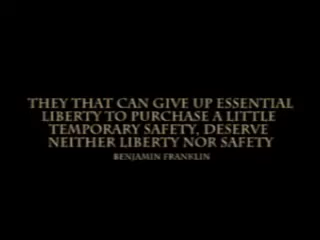 THEY THAT CAN GIVE UP ESSENTIAL
LIBERTY TO PURCHASE A LITTLE
TEMPORARY SAFETY, DESERVE
NEITHER LIBERTY NOR SAFETY
BENJAMIN FRANKLIN